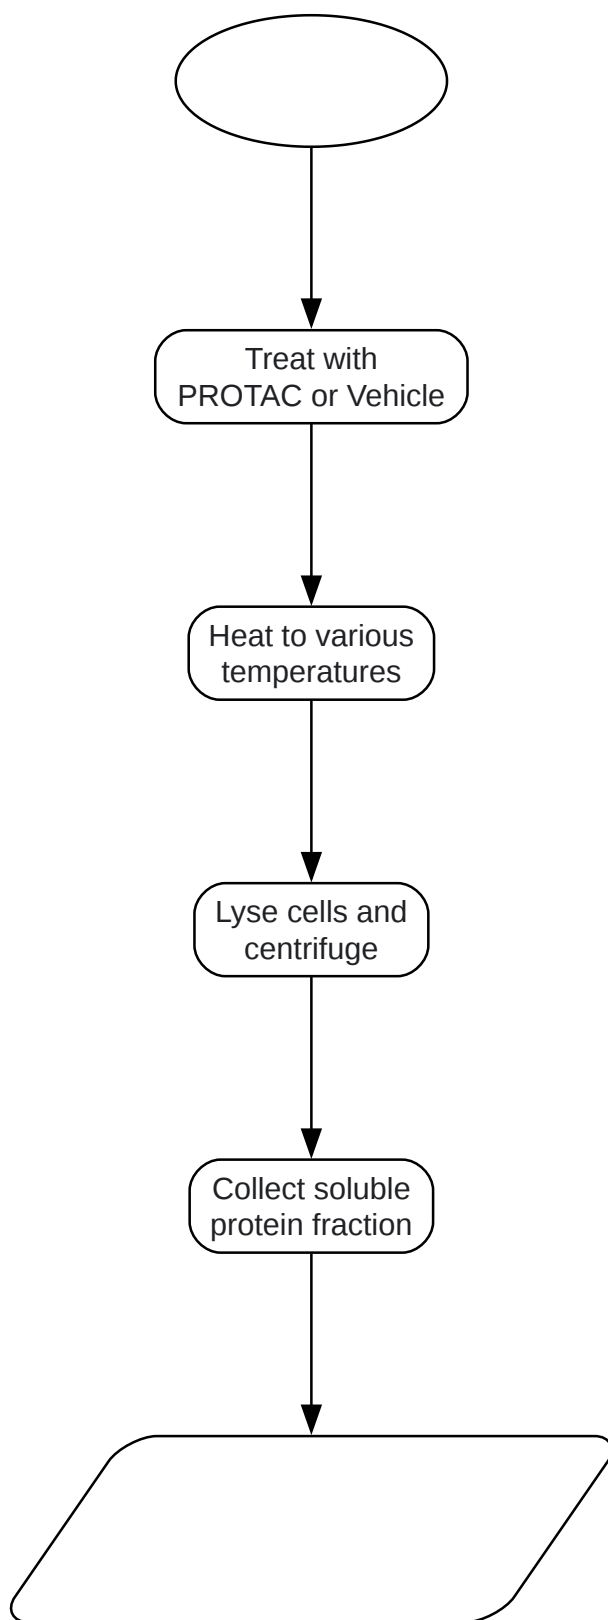 Treat with
PROTAC or Vehicle
Heat to various
temperatures
Lyse cells and
centrifuge
Collect soluble
protein fraction